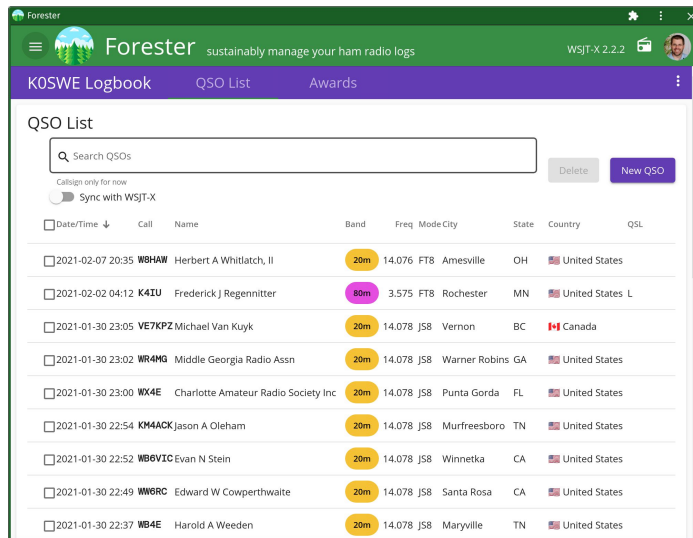 Forester
Forester sustainably manage your ham radio logs WSJT-X 2.2.2
K0SWE Logbook QSO List Awards
QSO List
Search QSOs
Delete New QSO
Callsign only for now
Sync with WSJT-X
Date/Time Call Name Band Freq Mode City State Country QSL
2021-02-07 20:35 W8HAW Herbert A Whitlatch, II 20m 14.076 FT8 Amesville OH United States
2021-02-02 04:12 K4IU Frederick J Regennitter 80m 3.575 FT8 Rochester MN United States L
2021-01-30 23:05 VE7KPZ Michael Van Kuyk 20m 14.078 JS8 Vernon BC Canada
2021-01-30 23:02 WR4MG Middle Georgia Radio Assn 20m 14.078 JS8 Warner Robins GA United States
2021-01-30 23:00 WX4E Charlotte Amateur Radio Society Inc 20m 14.078 JS8 Punta Gorda FL United States
2021-01-30 22:54 KM4ACK Jason A Oleham 20m 14.078 JS8 Murfreesboro TN United States
2021-01-30 22:52 WB6VIC Evan N Stein 20m 14.078 JS8 Winnetka CA United States
2021-01-30 22:49 WW6RC Edward W Cowperthwaite 20m 14.078 JS8 Santa Rosa CA United States
2021-01-30 22:37 WB4E Harold A Weeden 20m 14.078 JS8 Maryville TN United States